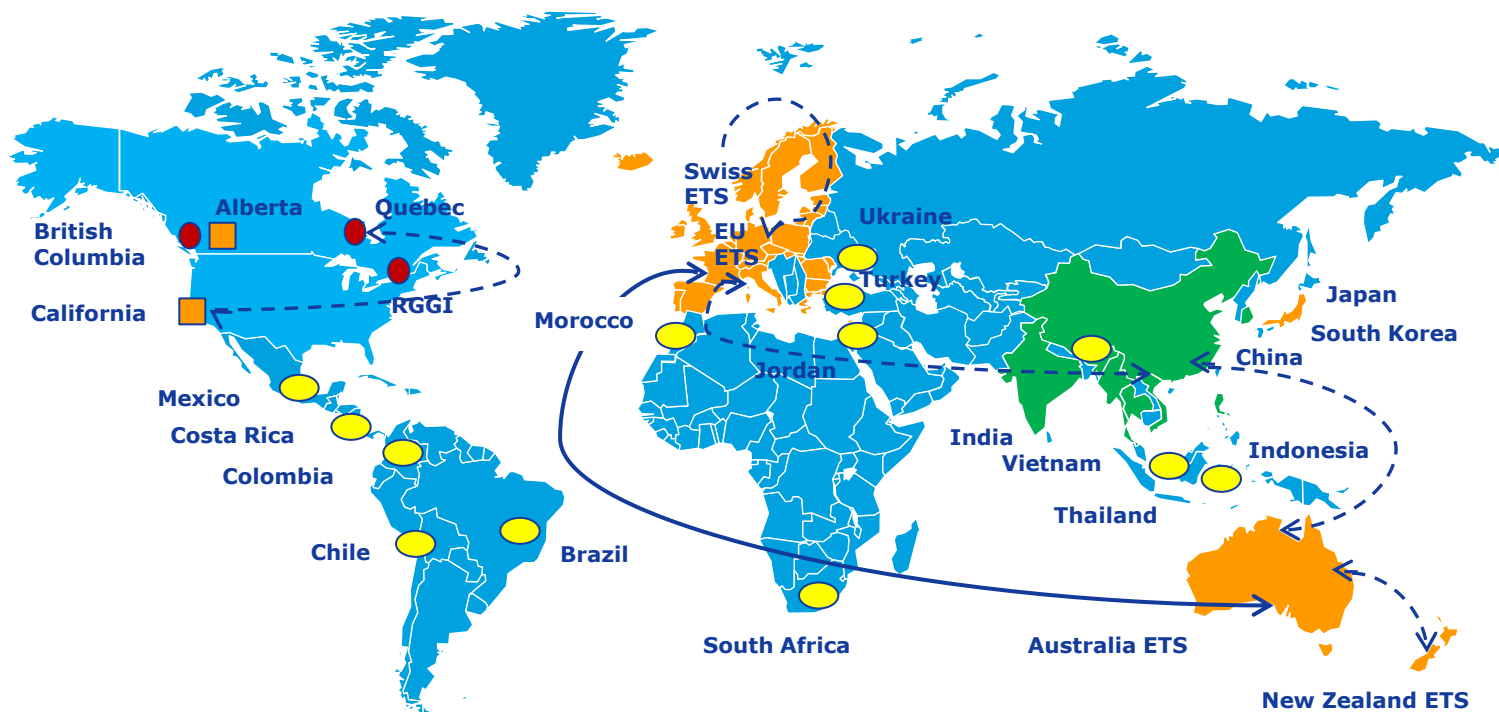 Swiss
ETS
Alberta
Quebec
Ukraine
British
Columbia
EU
ETS
Turkey
Japan
California
RGGI
Morocco
South Korea
China
Jordan
Mexico
Costa Rica
India
Indonesia
Vietnam
Colombia
Thailand
Chile
Brazil
South Africa
Australia ETS
New Zealand ETS